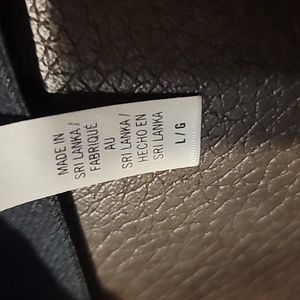 MADE IN
SRI LANKA /
FABRIQUÉ
AU
SRI LANKA /
HECHO EN
SRI LANKA
L / G